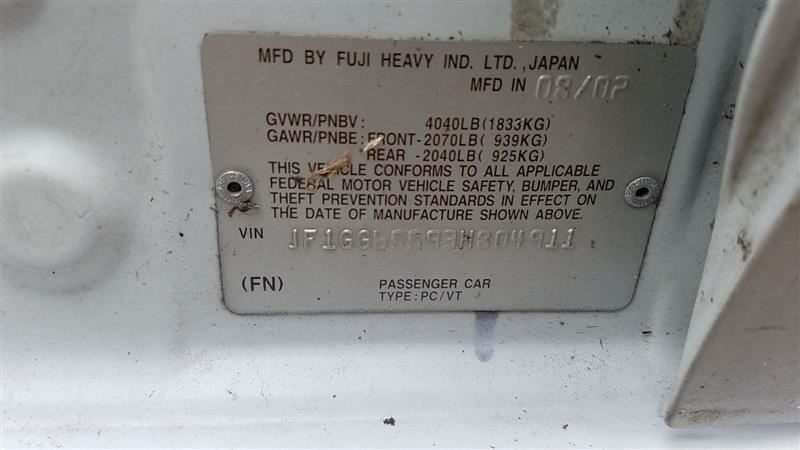 MFD BY FUJI HEAVY IND. LTD., JAPAN
MFD IN 08/02
GVWR/PNBV: 4040LB(1833KG)
GAWR/PNBE: FRONT-2070LB( 939KG)
REAR -2040LB( 925KG)
THIS VEHICLE CONFORMS TO ALL APPLICABLE
FEDERAL MOTOR VEHICLE SAFETY, BUMPER, AND
THEFT PREVENTION STANDARDS IN EFFECT ON
THE DATE OF MANUFACTURE SHOWN ABOVE.
VIN JF1GG65593H804911
(FN) PASSENGER CAR
TYPE:PC/VT